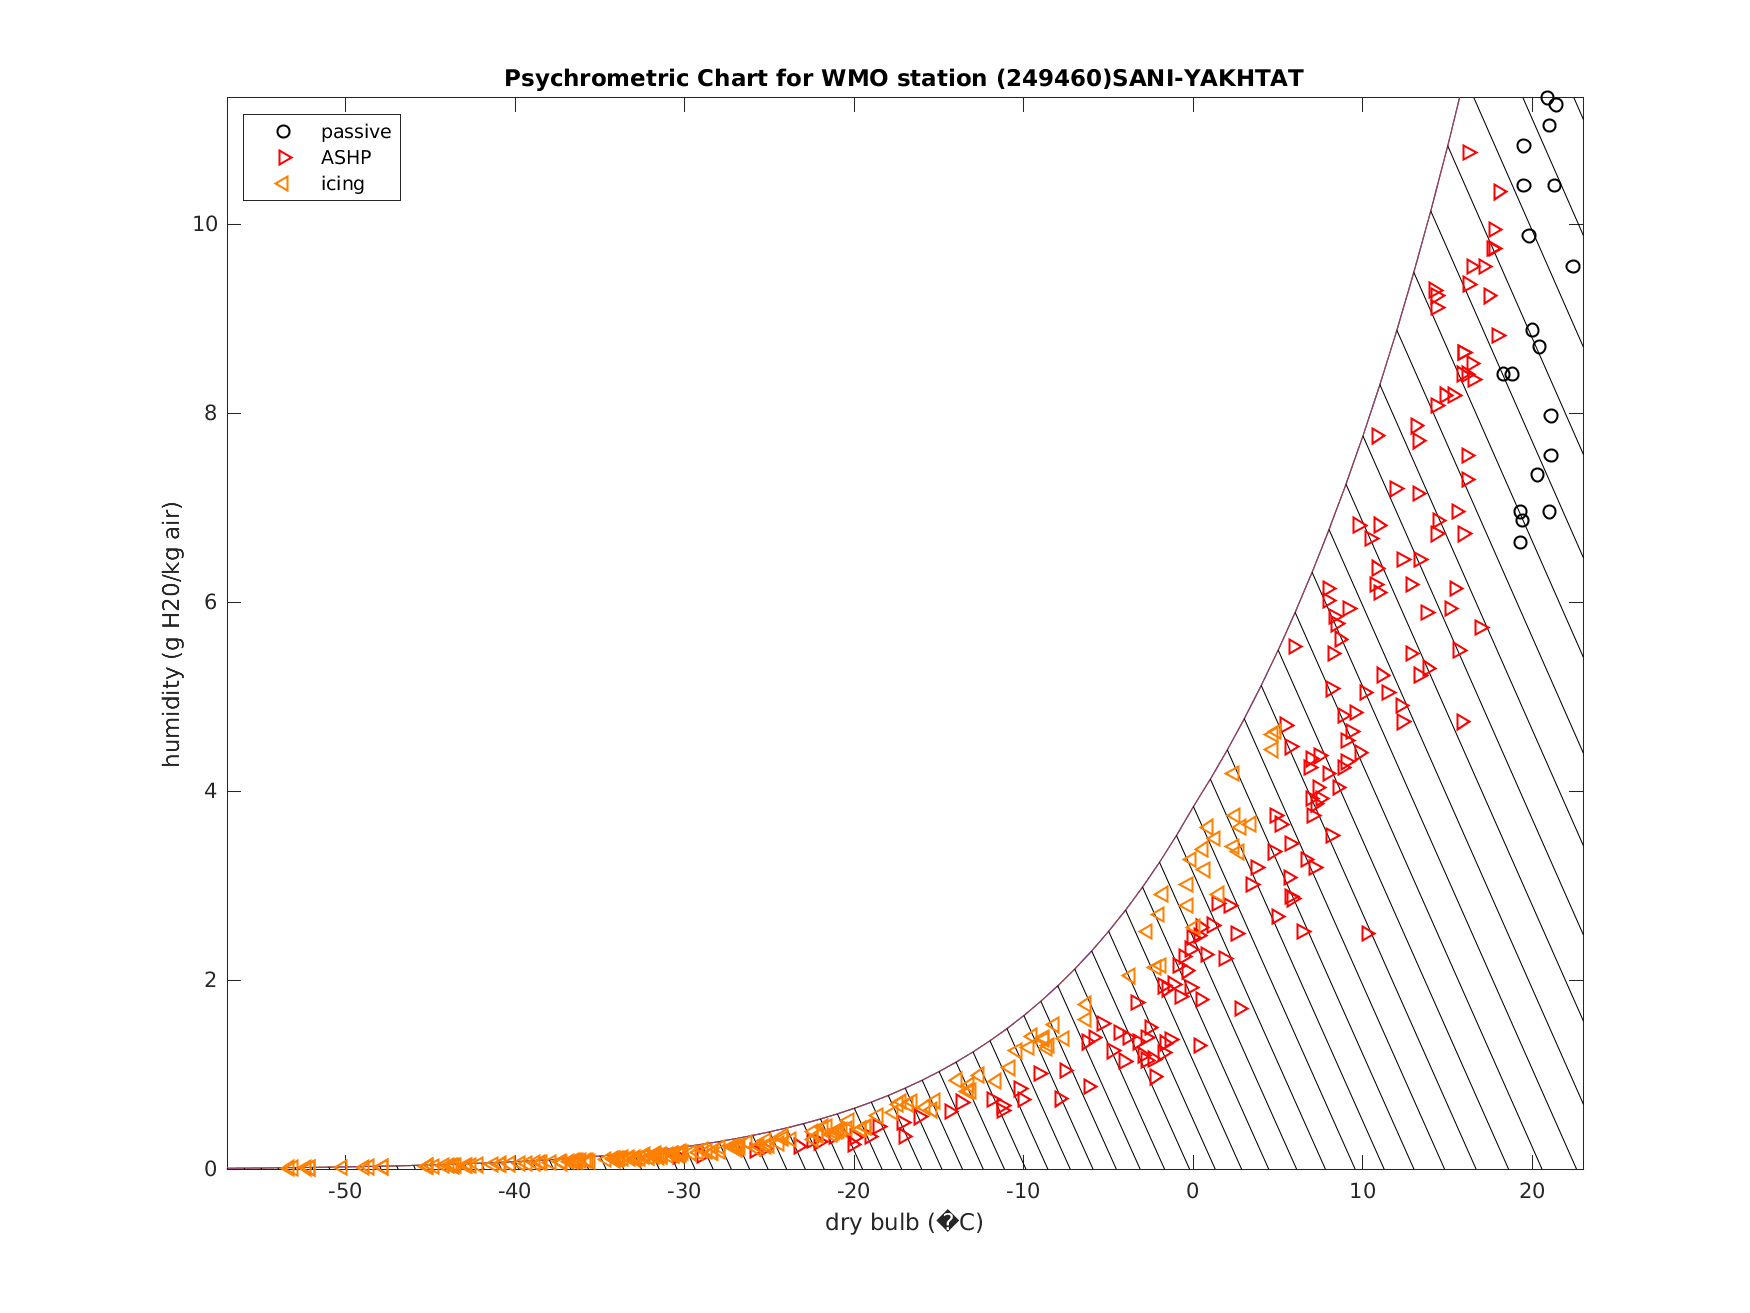 Psychrometric Chart for WMO station (249460)SANI-YAKHTAT
passive
ASHP
icing
10
8
6
4
2
0
humidity (g H20/kg air)
-50 -40 -30 -20 -10 0 10 20
dry bulb (�C)